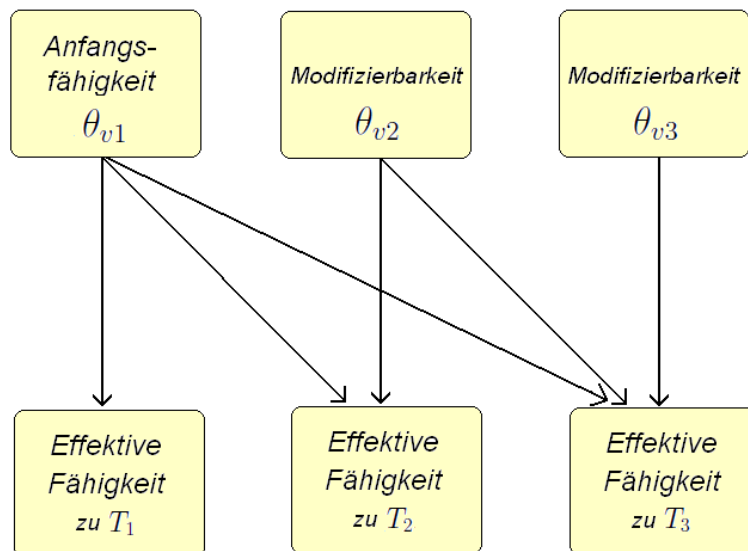 Anfangs-
fähigkeit
θv1
Modifizierbarkeit
θv2
Modifizierbarkeit
θv3
Effektive
Fähigkeit
zu T1
Effektive
Fähigkeit
zu T2
Effektive
Fähigkeit
zu T3